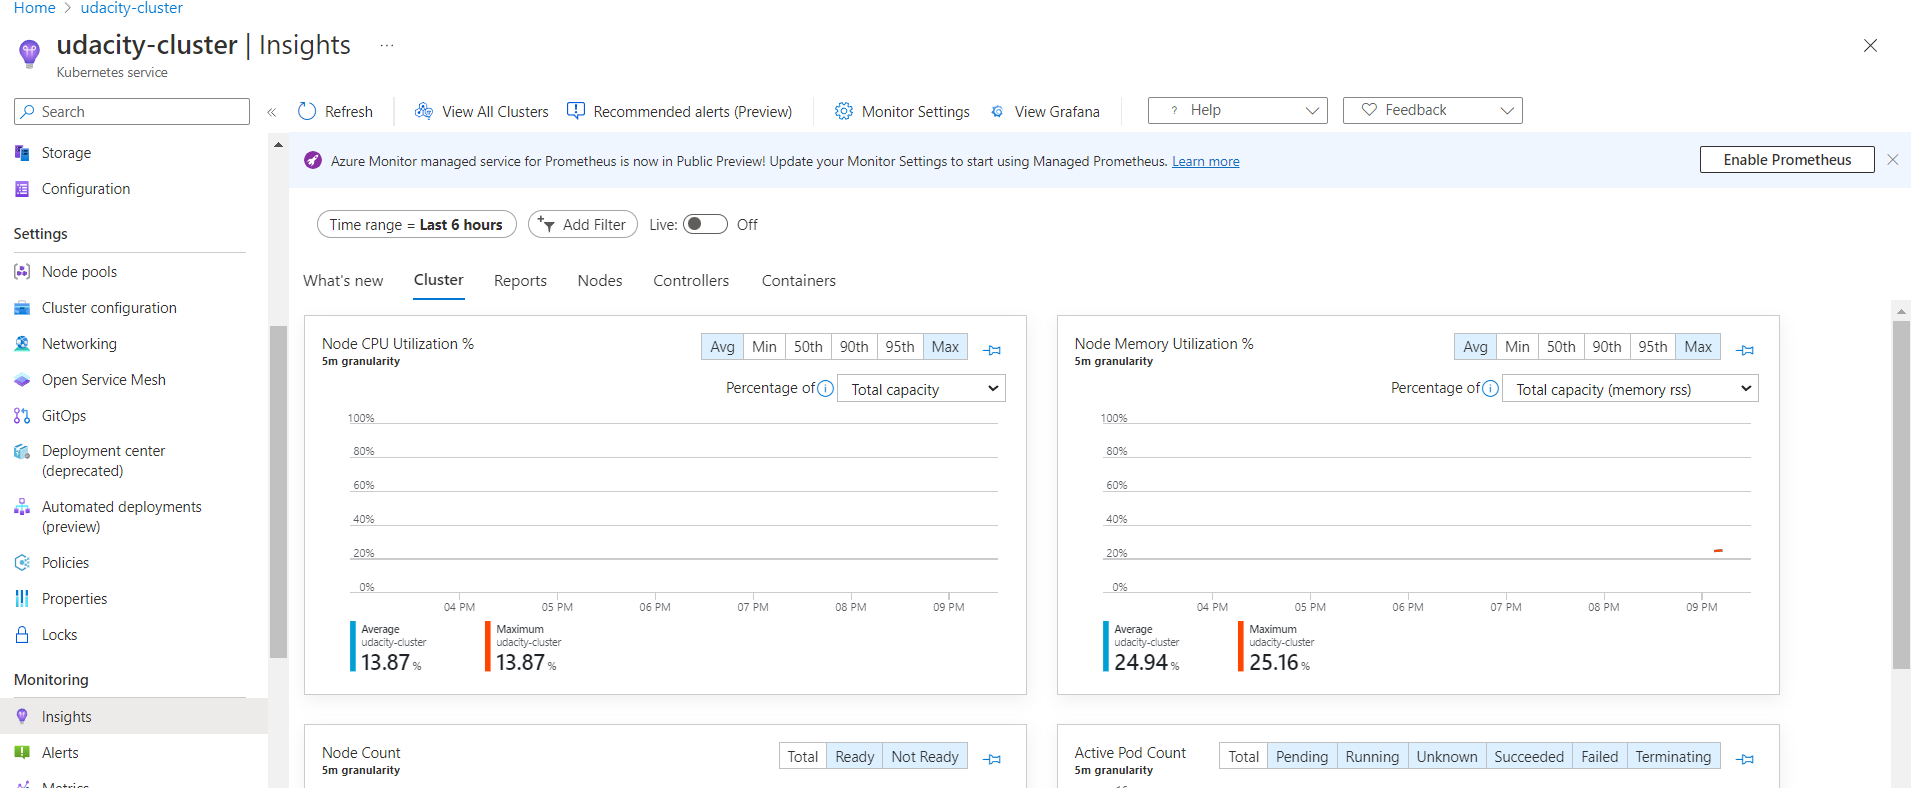 Home > udacity-cluster
udacity-cluster | Insights ...
Kubernetes service
Search
«
Refresh
View All Clusters
Recommended alerts (Preview)
Monitor Settings
View Grafana
? Help
Feedback
Storage
Configuration
Settings
Node pools
Cluster configuration
Networking
Open Service Mesh
GitOps
Deployment center
(deprecated)
Automated deployments
(preview)
Policies
Properties
Locks
Monitoring
Insights
Alerts
Metrics
Azure Monitor managed service for Prometheus is now in Public Preview! Update your Monitor Settings to start using Managed Prometheus. Learn more
Enable Prometheus
Time range = Last 6 hours
Add Filter
Live: Off
What's new
Cluster
Reports
Nodes
Controllers
Containers
Node CPU Utilization %
5m granularity
Avg Min 50th 90th 95th Max
Percentage of Total capacity
100%
80%
60%
40%
20%
0%
04 PM 05 PM 06 PM 07 PM 08 PM 09 PM
Average
udacity-cluster
13.87 %
Maximum
udacity-cluster
13.87 %
Node Memory Utilization %
5m granularity
Avg Min 50th 90th 95th Max
Percentage of Total capacity (memory rss)
100%
80%
60%
40%
20%
0%
04 PM 05 PM 06 PM 07 PM 08 PM 09 PM
Average
udacity-cluster
24.94 %
Maximum
udacity-cluster
25.16 %
Node Count
5m granularity
Total Ready Not Ready
Active Pod Count
5m granularity
Total Pending Running Unknown Succeeded Failed Terminating